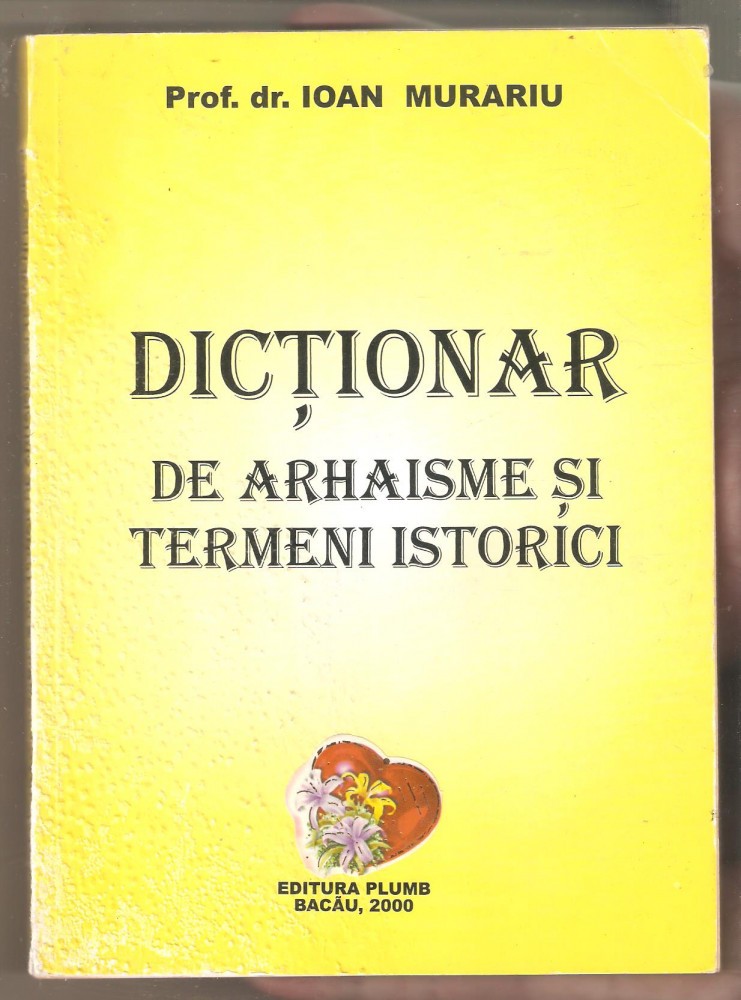 Prof. dr. IOAN MURARIU
DICȚIONAR
DE ARHAISME ȘI
TERMENI ISTORICI
EDITURA PLUMB
BACĂU, 2000